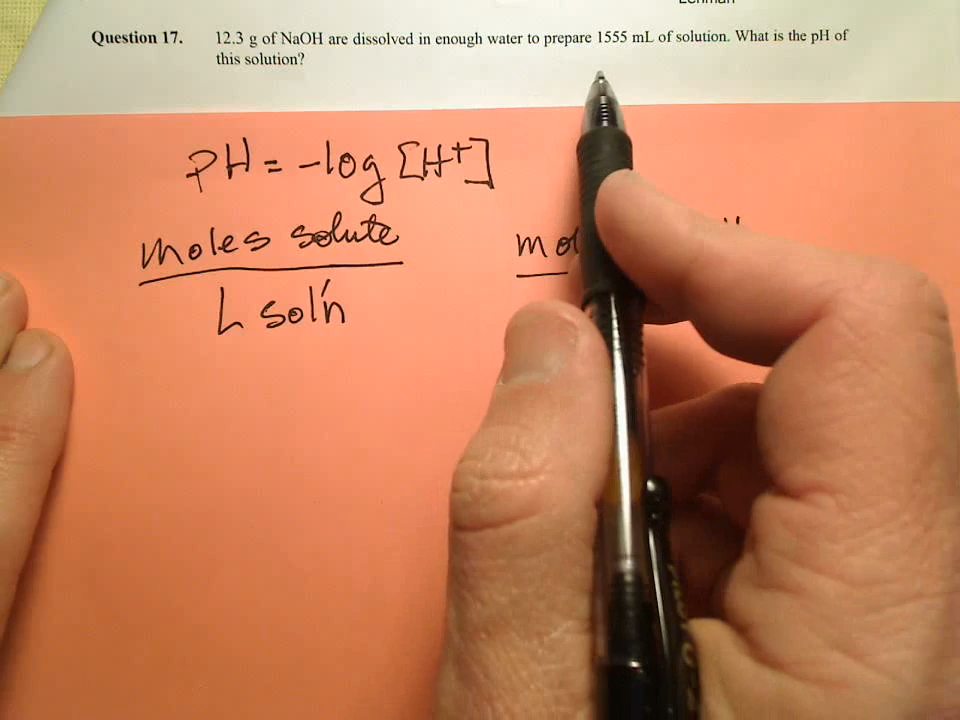 Question 17. 12.3 g of NaOH are dissolved in enough water to prepare 1555 mL of solution. What is the pH of
this solution?
pH = -log [H+]
moles solute
L sol'n